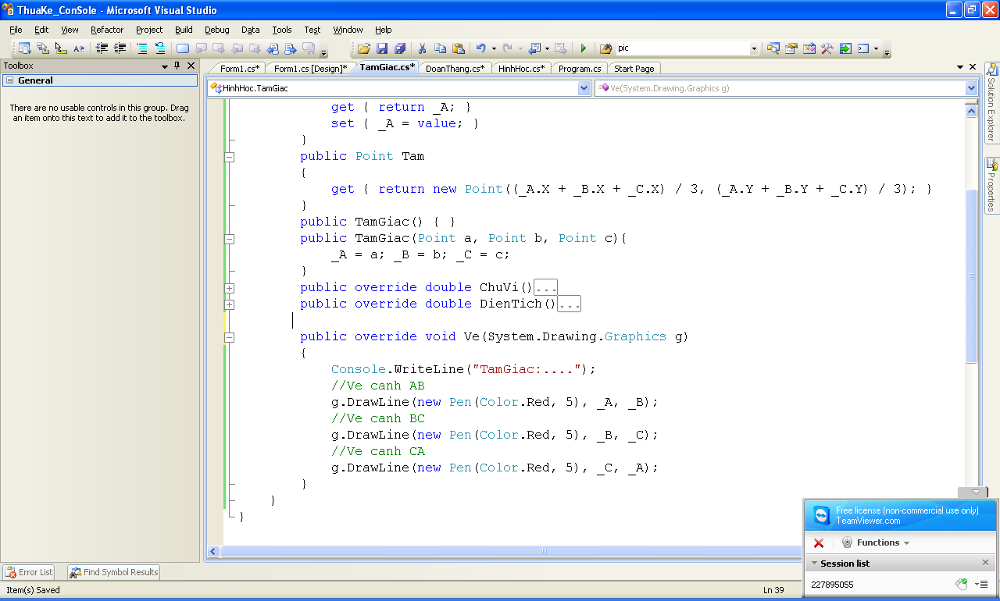 ThuaKe_ConSole - Microsoft Visual Studio
File Edit View Refactor Project Build Debug Data Tools Test Window Help
pic
Toolbox
General
There are no usable controls in this group. Drag
an item onto this text to add it to the toolbox.
Form1.cs* Form1.cs [Design]* TamGiac.cs* DoanThang.cs* HinhHoc.cs* Program.cs Start Page
HinhHoc.TamGiac Ve(System.Drawing.Graphics g)
get { return _A; }
set { _A = value; }
}
public Point Tam
{
get { return new Point((_A.X + _B.X + _C.X) / 3, (_A.Y + _B.Y + _C.Y) / 3); }
}
public TamGiac() { }
public TamGiac(Point a, Point b, Point c){
_A = a; _B = b; _C = c;
}
public override double ChuVi()...
public override double DienTich()...
public override void Ve(System.Drawing.Graphics g)
{
Console.WriteLine("TamGiac:....");
//Ve canh AB
g.DrawLine(new Pen(Color.Red, 5), _A, _B);
//Ve canh BC
g.DrawLine(new Pen(Color.Red, 5), _B, _C);
//Ve canh CA
g.DrawLine(new Pen(Color.Red, 5), _C, _A);
}
}
}
Solution Explorer
Properties
Error List Find Symbol Results
Item(s) Saved Ln 39
Free license (non-commercial use only)
TeamViewer.com
Functions
Session list
227895055